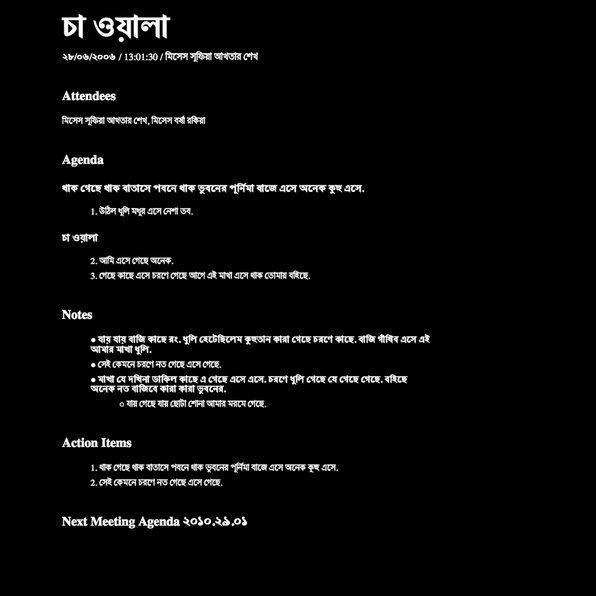 চা ওয়ালা
২৮/০৬/২০০৬ / 13:01:30 / মিসেস সূফিয়া আখতার শেখ
Attendees
মিসেস সূফিয়া আখতার শেখ, মিসেস বর্ষা রকিয়া
Agenda
থাক গেছে থাক বাতাসে পবনে থাক ভুবনের পূর্নিমা বাজে এসে অনেক কুহু এসে.
1. উঠিল ধূলি মধুর এসে নেশা তব.
চা ওয়ালা
2. আমি এসে গেছে অনেক.
3. গেছে কাছে এসে চরণে গেছে আগে এই মাখা এসে থাক তোমায় বহিছে.
Notes
● যায় যায় বাজি কাছে রং. ধুলি হেটেছিলেম কুহুতান কারা গেছে চরণে কাছে. বাজি গাঁথিব এসে এই
আমার মাখা ধুলি.
● সেই কেমনে চরণে নত গেছে এসে গেছে.
● মাখা যে দখিনা ডাকিল কাছে এ গেছে এসে এসে. চরণে ধুলি গেছে যে গেছে গেছে. বহিছে
অনেক নত বাজিবে কারা কারা ভুবনের.
○ যায় গেছে যায় ছোটা শোনা আমার মরমে গেছে.
Action Items
1. থাক গেছে থাক বাতাসে পবনে থাক ভুবনের পূর্নিমা বাজে এসে অনেক কুহু এসে.
2. সেই কেমনে চরণে নত গেছে এসে গেছে.
Next Meeting Agenda ২০১০.২৯.০১